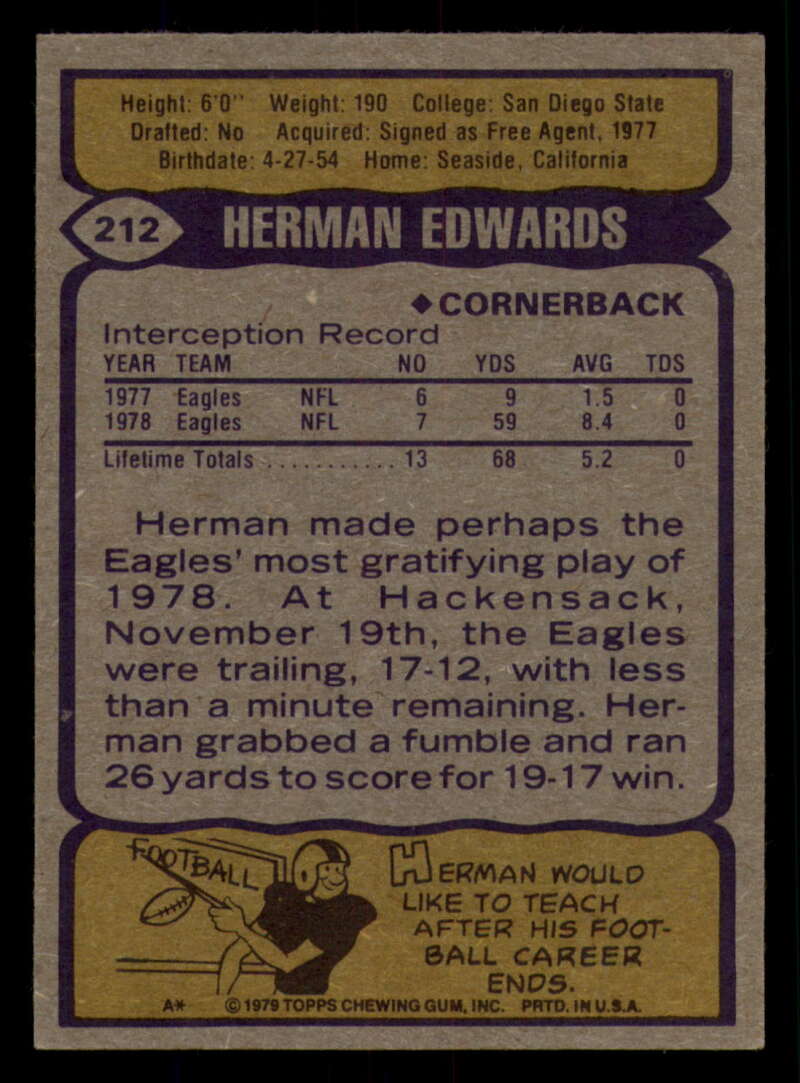 Height: 6'0" Weight: 190 College: San Diego State
Drafted: No Acquired: Signed as Free Agent, 1977
Birthdate: 4-27-54 Home: Seaside, California
212 HERMAN EDWARDS
◆CORNERBACK
Interception Record
YEAR TEAM NO YDS AVG TDS
1977 Eagles NFL 6 9 1.5 0
1978 Eagles NFL 7 59 8.4 0
Lifetime Totals ........... 13 68 5.2 0
Herman made perhaps the
Eagles' most gratifying play of
1978. At Hackensack,
November 19th, the Eagles
were trailing, 17-12, with less
than a minute remaining. Her-
man grabbed a fumble and ran
26 yards to score for 19-17 win.
FOOTBALL
HERMAN WOULD
LIKE TO TEACH
AFTER HIS FOOT-
BALL CAREER
ENDS.
A* © 1979 TOPPS CHEWING GUM, INC. PRTD. IN U.S.A.